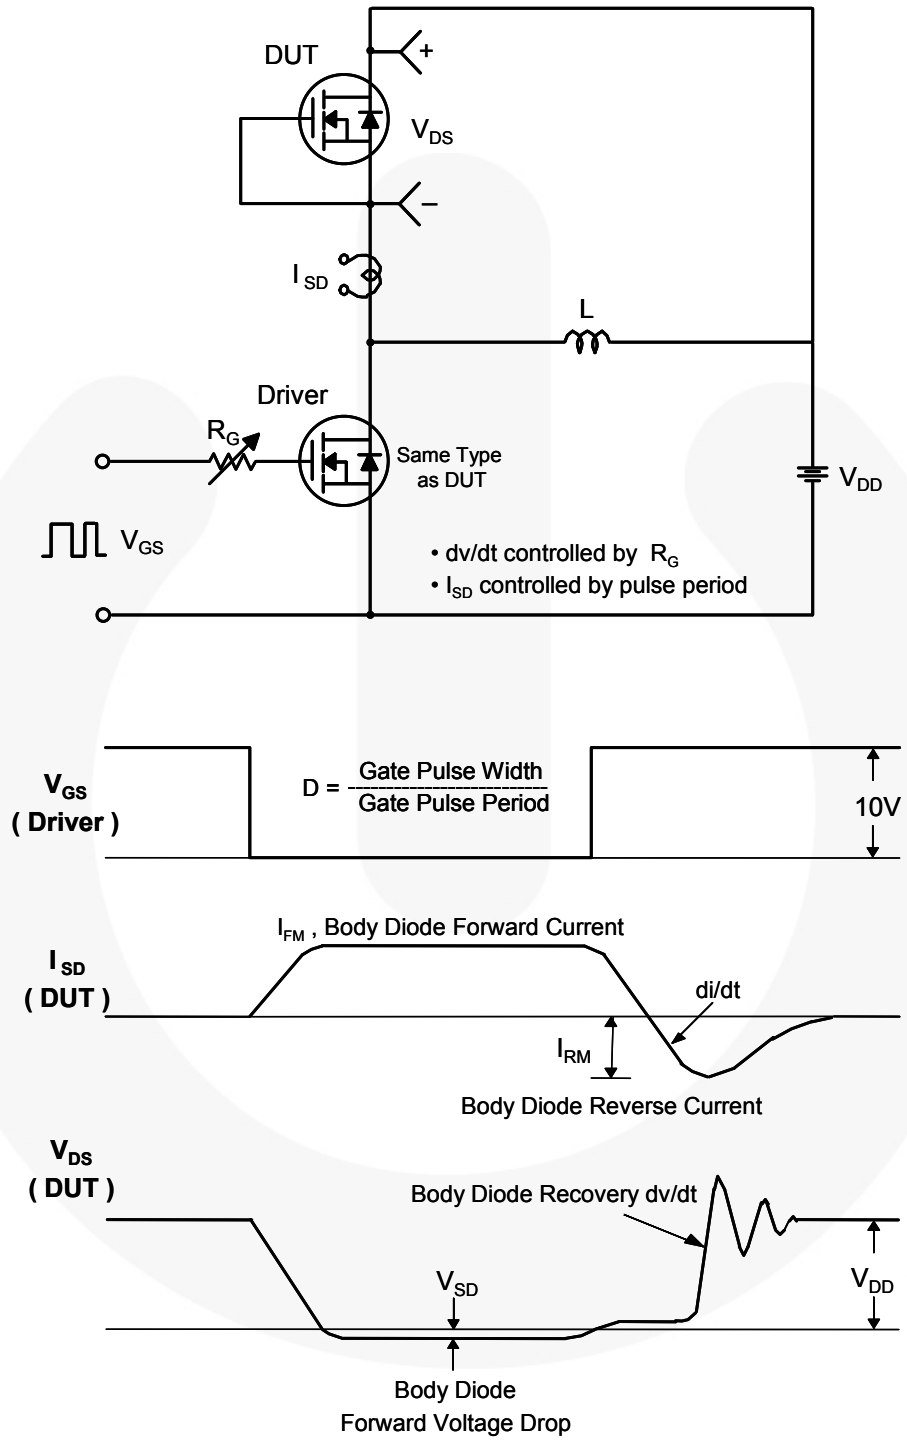 DUT
+
V_DS
−
I_SD
L
Driver
R_G
Same Type
as DUT
V_DD
V_GS
• dv/dt controlled by R_G
• I_SD controlled by pulse period
V_GS
( Driver )
D = Gate Pulse Width
Gate Pulse Period
10V
I_FM , Body Diode Forward Current
I_SD
( DUT )
di/dt
I_RM
Body Diode Reverse Current
V_DS
( DUT )
Body Diode Recovery dv/dt
V_SD
V_DD
Body Diode
Forward Voltage Drop